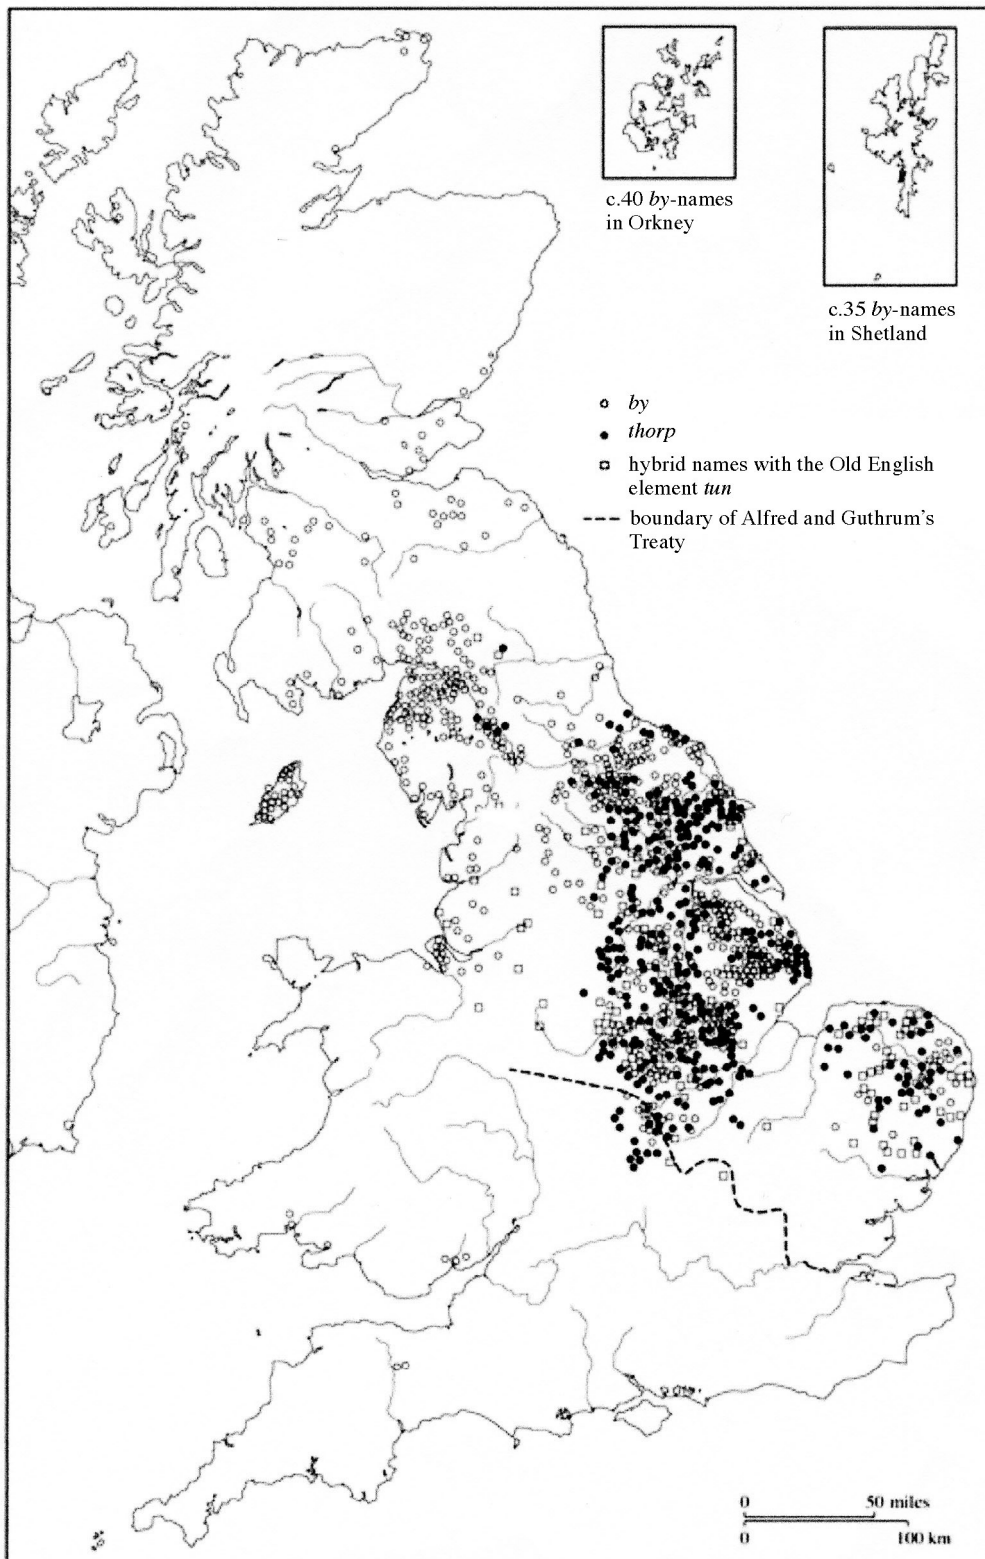 c.40 by-names
in Orkney
c.35 by-names
in Shetland
by
thorp
hybrid names with the Old English
element tun
boundary of Alfred and Guthrum's
Treaty
0 50 miles
0 100 km